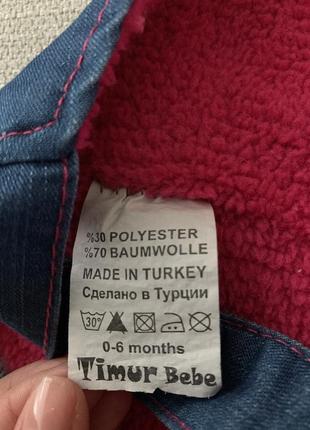 %30 POLYESTER
%70 BAUMWOLLE
MADE IN TURKEY
Сделано в Турции
30°
0-6 months
Timur Bebe